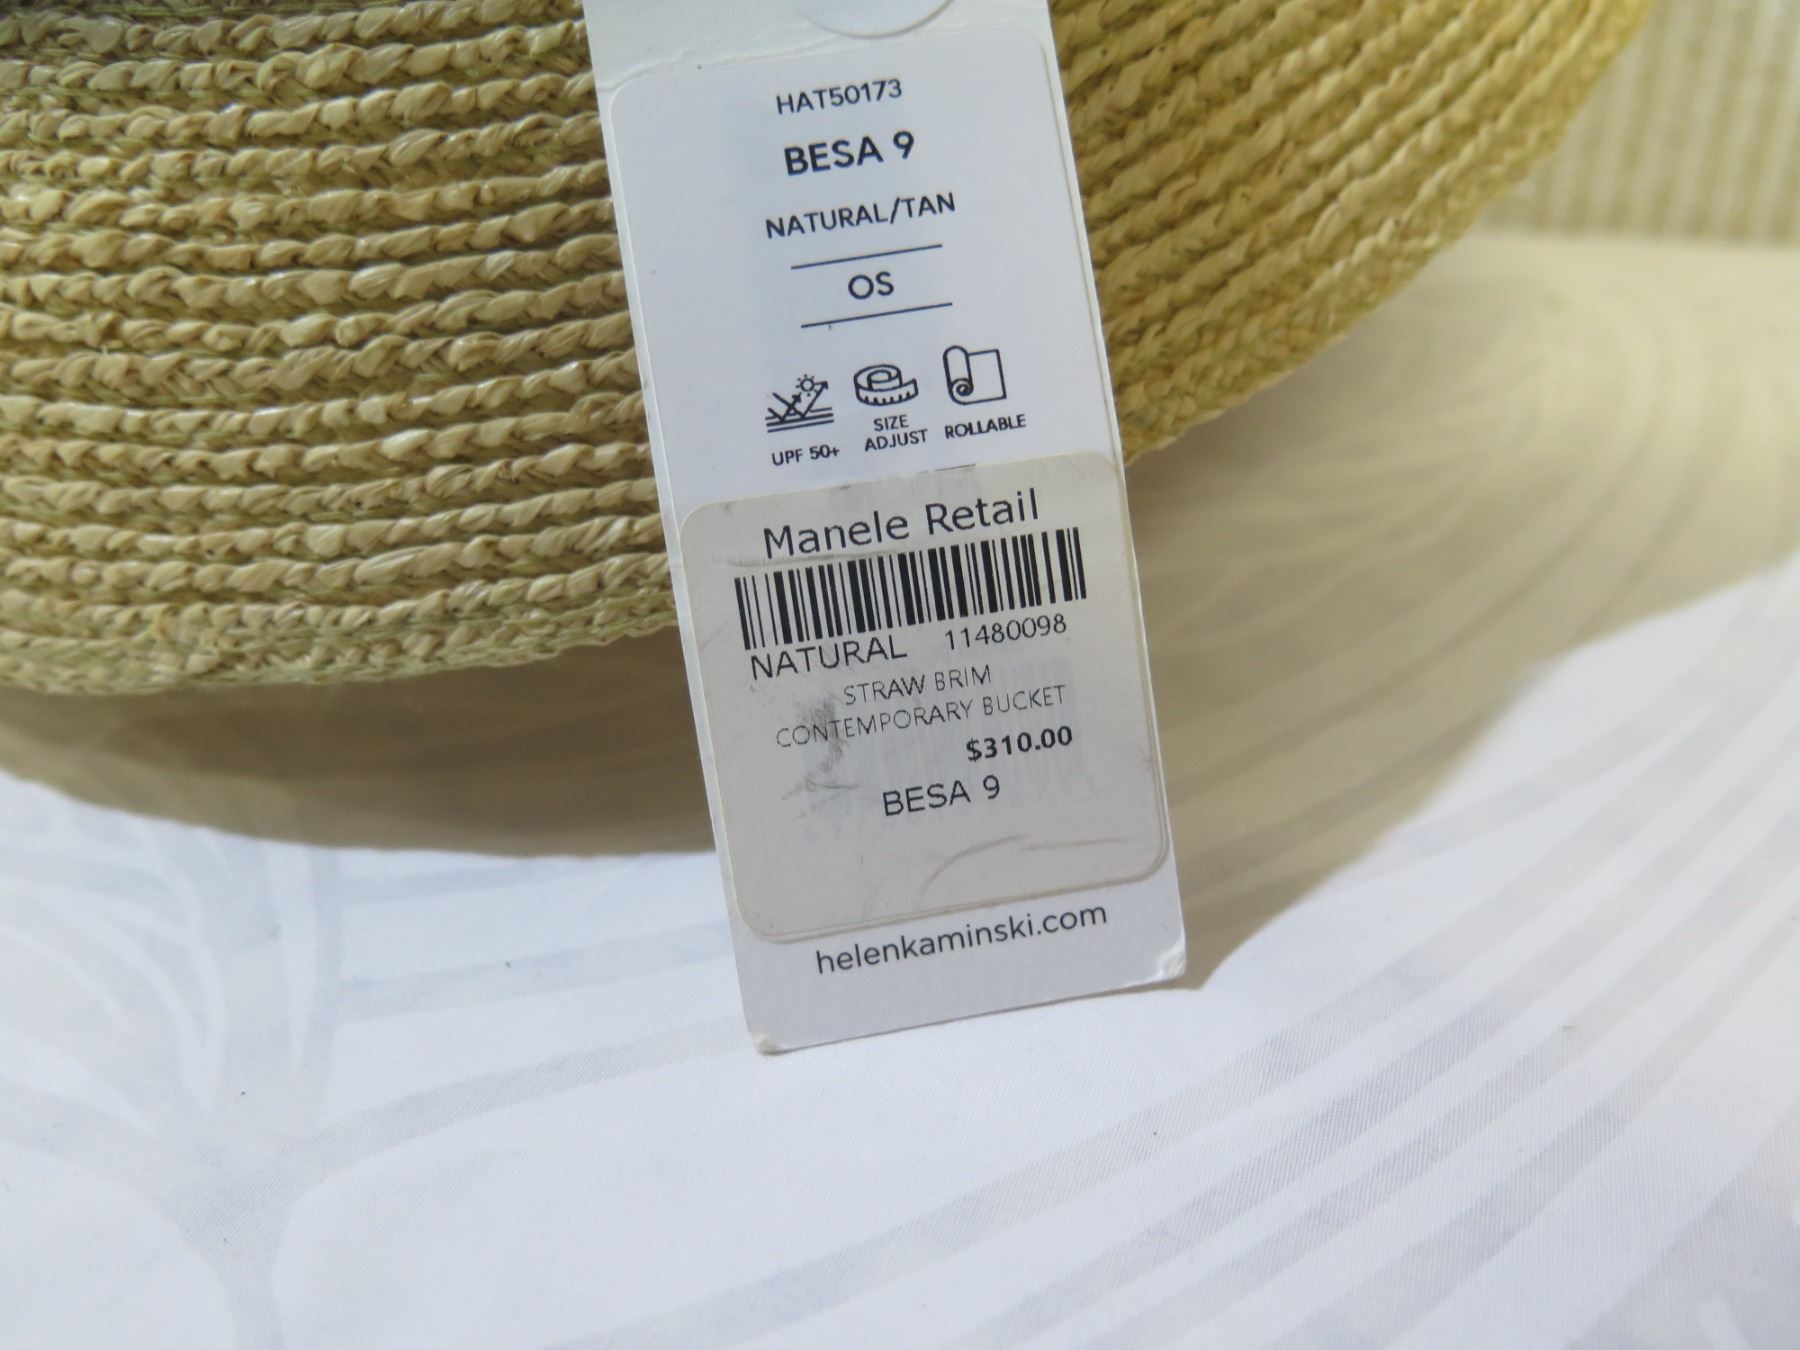 HAT50173
BESA 9
NATURAL/TAN
OS
UPF 50+
SIZE ADJUST
ROLLABLE
Manele Retail
NATURAL 11480098
STRAW BRIM
CONTEMPORARY BUCKET
$310.00
BESA 9
helenkaminski.com